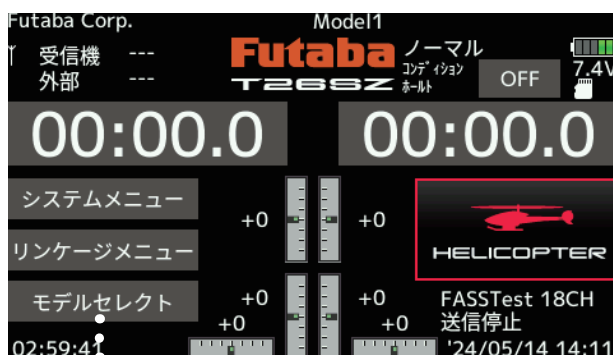 Futaba Corp.
Model1
受信機 ---
外部 ---
Futaba
T26SZ
ノーマル
コンディション
ホールド
OFF
7.4V
00:00.0
00:00.0
システムメニュー
リンケージメニュー
モデルセレクト
+0
+0
+0
+0
+0
+0
HELICOPTER
FASSTest 18CH
送信停止
02:59:41
'24/05/14 14:11